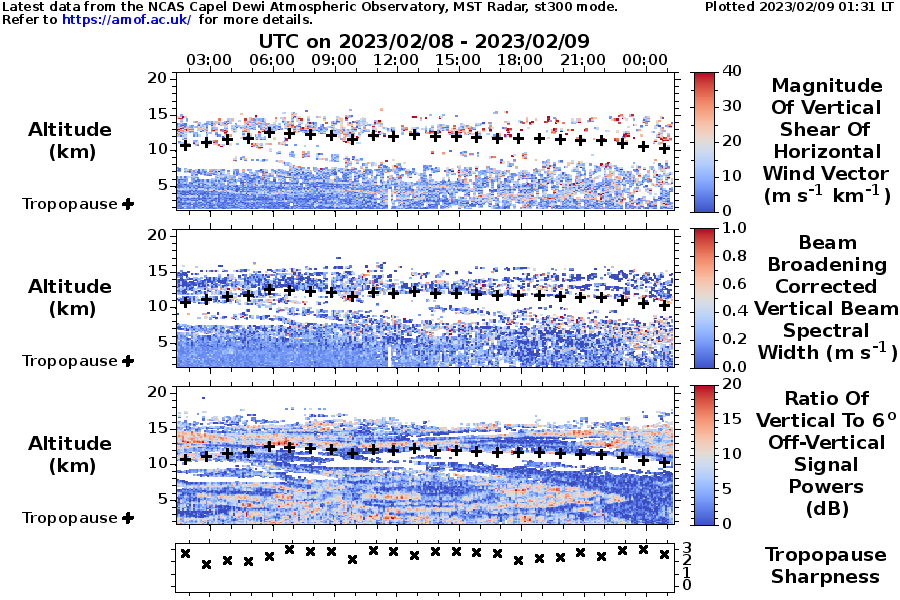 Latest data from the NCAS Capel Dewi Atmospheric Observatory, MST Radar, st300 mode.
Plotted 2023/02/09 01:31 LT
Refer to https://amof.ac.uk/ for more details.
UTC on 2023/02/08 - 2023/02/09
03:00 06:00 09:00 12:00 15:00 18:00 21:00 00:00
Altitude
(km)
Tropopause
20
15
10
5
40
30
20
10
0
Magnitude
Of Vertical
Shear Of
Horizontal
Wind Vector
(m s-1 km-1)
Altitude
(km)
Tropopause
20
15
10
5
1.0
0.8
0.6
0.4
0.2
0.0
Beam
Broadening
Corrected
Vertical Beam
Spectral
Width (m s-1)
Altitude
(km)
Tropopause
20
15
10
5
20
15
10
5
0
Ratio Of
Vertical To 6o
Off-Vertical
Signal
Powers
(dB)
3
2
1
0
Tropopause
Sharpness